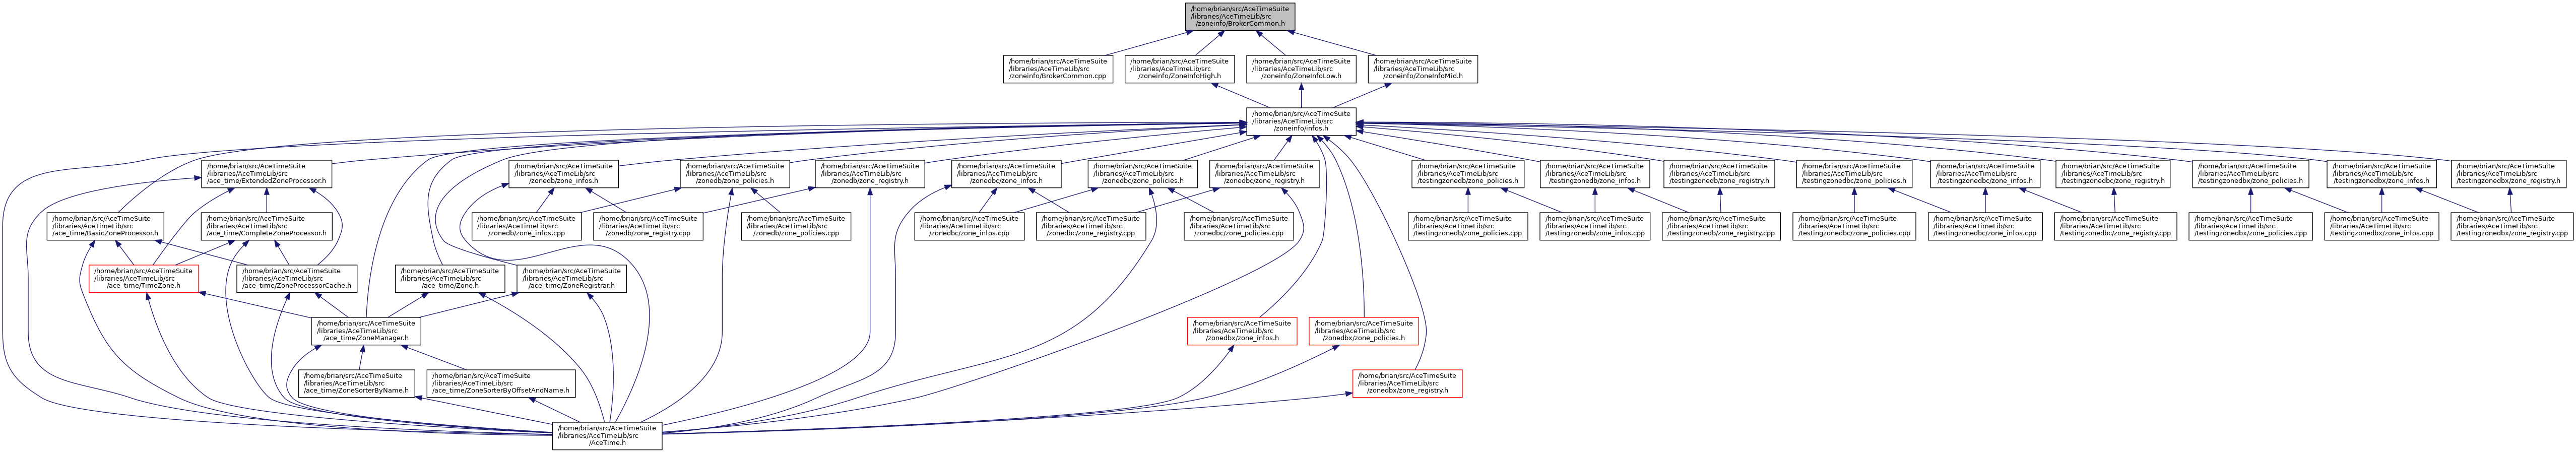 /home/brian/src/AceTimeSuite
/libraries/AceTimeLib/src
/zoneinfo/BrokerCommon.h
/home/brian/src/AceTimeSuite
/libraries/AceTimeLib/src
/zoneinfo/BrokerCommon.cpp
/home/brian/src/AceTimeSuite
/libraries/AceTimeLib/src
/zoneinfo/ZoneInfoHigh.h
/home/brian/src/AceTimeSuite
/libraries/AceTimeLib/src
/zoneinfo/ZoneInfoLow.h
/home/brian/src/AceTimeSuite
/libraries/AceTimeLib/src
/zoneinfo/ZoneInfoMid.h
/home/brian/src/AceTimeSuite
/libraries/AceTimeLib/src
/zoneinfo/infos.h
/home/brian/src/AceTimeSuite
/libraries/AceTimeLib/src
/ace_time/ExtendedZoneProcessor.h
/home/brian/src/AceTimeSuite
/libraries/AceTimeLib/src
/zonedb/zone_infos.h
/home/brian/src/AceTimeSuite
/libraries/AceTimeLib/src
/zonedb/zone_policies.h
/home/brian/src/AceTimeSuite
/libraries/AceTimeLib/src
/zonedb/zone_registry.h
/home/brian/src/AceTimeSuite
/libraries/AceTimeLib/src
/zonedbc/zone_infos.h
/home/brian/src/AceTimeSuite
/libraries/AceTimeLib/src
/zonedbc/zone_policies.h
/home/brian/src/AceTimeSuite
/libraries/AceTimeLib/src
/zonedbc/zone_registry.h
/home/brian/src/AceTimeSuite
/libraries/AceTimeLib/src
/testingzonedb/zone_policies.h
/home/brian/src/AceTimeSuite
/libraries/AceTimeLib/src
/testingzonedb/zone_infos.h
/home/brian/src/AceTimeSuite
/libraries/AceTimeLib/src
/testingzonedb/zone_registry.h
/home/brian/src/AceTimeSuite
/libraries/AceTimeLib/src
/testingzonedbc/zone_policies.h
/home/brian/src/AceTimeSuite
/libraries/AceTimeLib/src
/testingzonedbc/zone_infos.h
/home/brian/src/AceTimeSuite
/libraries/AceTimeLib/src
/testingzonedbc/zone_registry.h
/home/brian/src/AceTimeSuite
/libraries/AceTimeLib/src
/testingzonedbx/zone_policies.h
/home/brian/src/AceTimeSuite
/libraries/AceTimeLib/src
/testingzonedbx/zone_infos.h
/home/brian/src/AceTimeSuite
/libraries/AceTimeLib/src
/testingzonedbx/zone_registry.h
/home/brian/src/AceTimeSuite
/libraries/AceTimeLib/src
/ace_time/BasicZoneProcessor.h
/home/brian/src/AceTimeSuite
/libraries/AceTimeLib/src
/ace_time/CompleteZoneProcessor.h
/home/brian/src/AceTimeSuite
/libraries/AceTimeLib/src
/zonedb/zone_infos.cpp
/home/brian/src/AceTimeSuite
/libraries/AceTimeLib/src
/zonedb/zone_registry.cpp
/home/brian/src/AceTimeSuite
/libraries/AceTimeLib/src
/zonedb/zone_policies.cpp
/home/brian/src/AceTimeSuite
/libraries/AceTimeLib/src
/zonedbc/zone_infos.cpp
/home/brian/src/AceTimeSuite
/libraries/AceTimeLib/src
/zonedbc/zone_registry.cpp
/home/brian/src/AceTimeSuite
/libraries/AceTimeLib/src
/zonedbc/zone_policies.cpp
/home/brian/src/AceTimeSuite
/libraries/AceTimeLib/src
/testingzonedb/zone_policies.cpp
/home/brian/src/AceTimeSuite
/libraries/AceTimeLib/src
/testingzonedb/zone_infos.cpp
/home/brian/src/AceTimeSuite
/libraries/AceTimeLib/src
/testingzonedb/zone_registry.cpp
/home/brian/src/AceTimeSuite
/libraries/AceTimeLib/src
/testingzonedbc/zone_policies.cpp
/home/brian/src/AceTimeSuite
/libraries/AceTimeLib/src
/testingzonedbc/zone_infos.cpp
/home/brian/src/AceTimeSuite
/libraries/AceTimeLib/src
/testingzonedbc/zone_registry.cpp
/home/brian/src/AceTimeSuite
/libraries/AceTimeLib/src
/testingzonedbx/zone_policies.cpp
/home/brian/src/AceTimeSuite
/libraries/AceTimeLib/src
/testingzonedbx/zone_infos.cpp
/home/brian/src/AceTimeSuite
/libraries/AceTimeLib/src
/testingzonedbx/zone_registry.cpp
/home/brian/src/AceTimeSuite
/libraries/AceTimeLib/src
/ace_time/TimeZone.h
/home/brian/src/AceTimeSuite
/libraries/AceTimeLib/src
/ace_time/ZoneProcessorCache.h
/home/brian/src/AceTimeSuite
/libraries/AceTimeLib/src
/ace_time/Zone.h
/home/brian/src/AceTimeSuite
/libraries/AceTimeLib/src
/ace_time/ZoneRegistrar.h
/home/brian/src/AceTimeSuite
/libraries/AceTimeLib/src
/ace_time/ZoneManager.h
/home/brian/src/AceTimeSuite
/libraries/AceTimeLib/src
/zonedbx/zone_infos.h
/home/brian/src/AceTimeSuite
/libraries/AceTimeLib/src
/zonedbx/zone_policies.h
/home/brian/src/AceTimeSuite
/libraries/AceTimeLib/src
/ace_time/ZoneSorterByName.h
/home/brian/src/AceTimeSuite
/libraries/AceTimeLib/src
/ace_time/ZoneSorterByOffsetAndName.h
/home/brian/src/AceTimeSuite
/libraries/AceTimeLib/src
/zonedbx/zone_registry.h
/home/brian/src/AceTimeSuite
/libraries/AceTimeLib/src
/AceTime.h